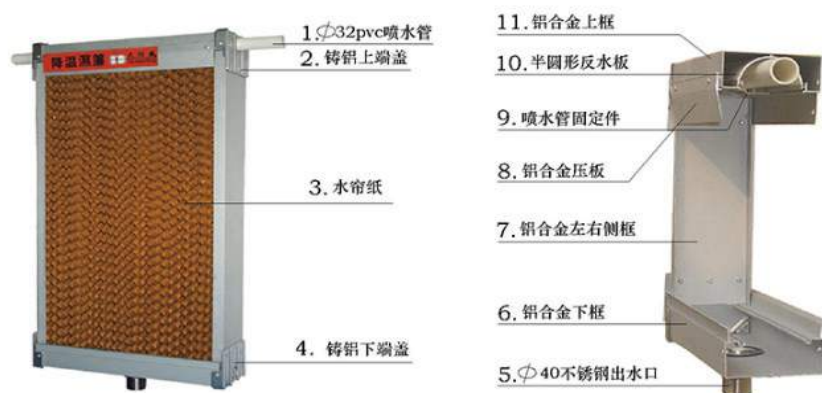 1.Φ32pvc喷水管
2.铸铝上端盖
降温湿帘
3.水帘纸
4.铸铝下端盖
11.铝合金上框
10.半圆形反水板
9.喷水管固定件
8.铝合金压板
7.铝合金左右侧框
6.铝合金下框
5.Φ40不锈钢出水口